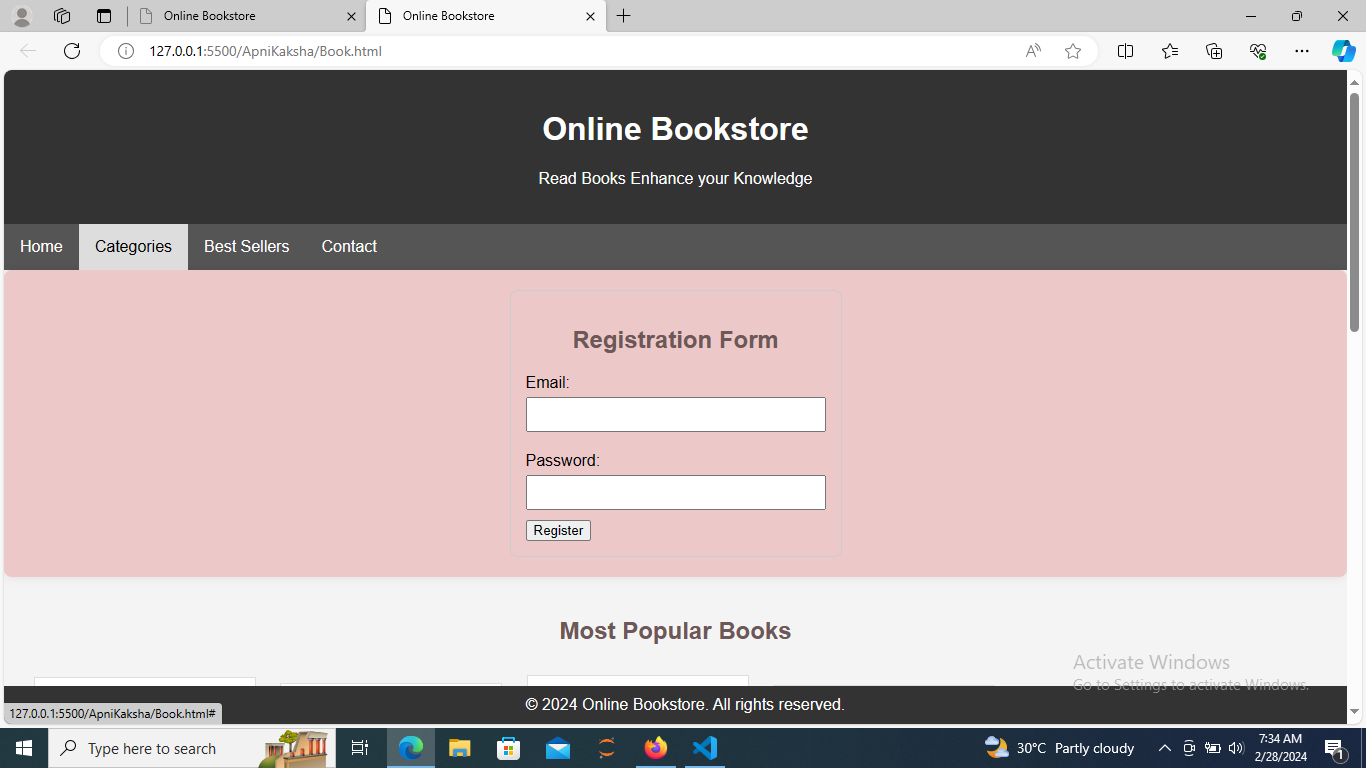 Online Bookstore
Online Bookstore
127.0.0.1:5500/ApniKaksha/Book.html
Online Bookstore
Read Books Enhance your Knowledge
Home Categories Best Sellers Contact
Registration Form
Email:
Password:
Register
Most Popular Books
Activate Windows
Go to Settings to activate Windows.
© 2024 Online Bookstore. All rights reserved.
127.0.0.1:5500/ApniKaksha/Book.html#
Type here to search
30°C Partly cloudy
7:34 AM
2/28/2024
1